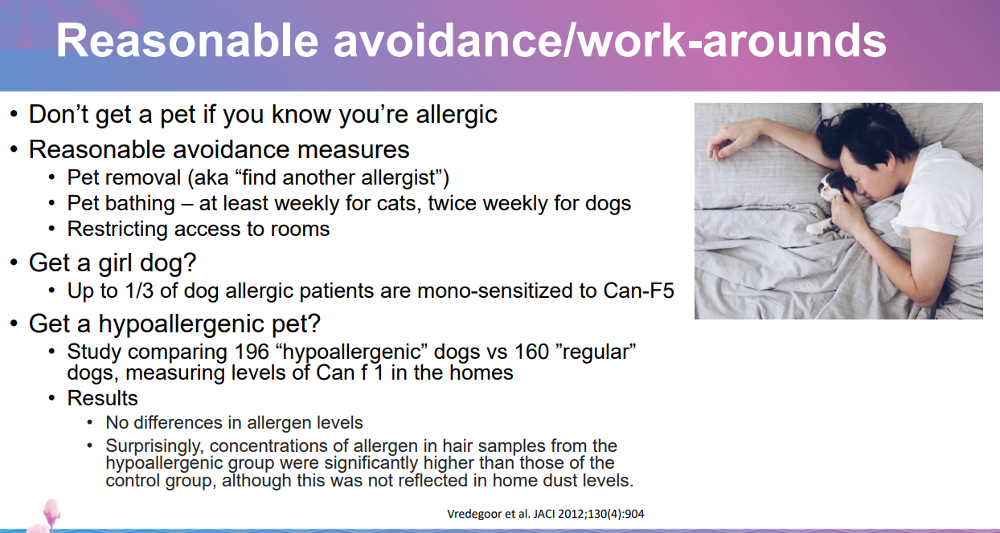 Reasonable avoidance/work-arounds
• Don’t get a pet if you know you’re allergic
• Reasonable avoidance measures
• Pet removal (aka “find another allergist”)
• Pet bathing – at least weekly for cats, twice weekly for dogs
• Restricting access to rooms
• Get a girl dog?
• Up to 1/3 of dog allergic patients are mono-sensitized to Can-F5
• Get a hypoallergenic pet?
• Study comparing 196 “hypoallergenic” dogs vs 160 ”regular”
dogs, measuring levels of Can f 1 in the homes
• Results
• No differences in allergen levels
• Surprisingly, concentrations of allergen in hair samples from the
hypoallergenic group were significantly higher than those of the
control group, although this was not reflected in home dust levels.
Vredegoor et al. JACI 2012;130(4):904